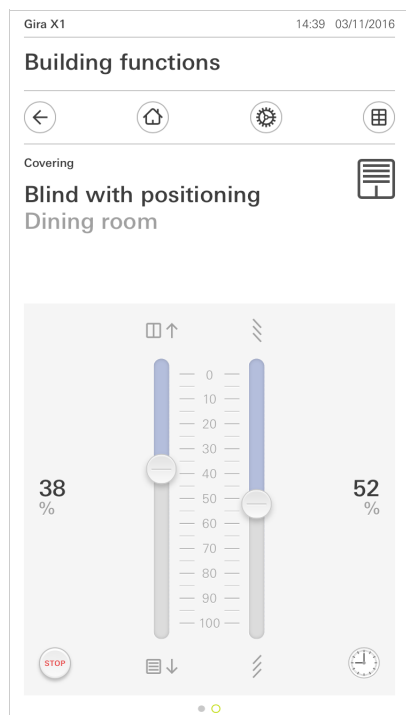 Gira X1 14:39 03/11/2016
Building functions
Covering
Blind with positioning
Dining room
0
10
20
30
38 40
50 52
% %
60
70
80
90
100
STOP